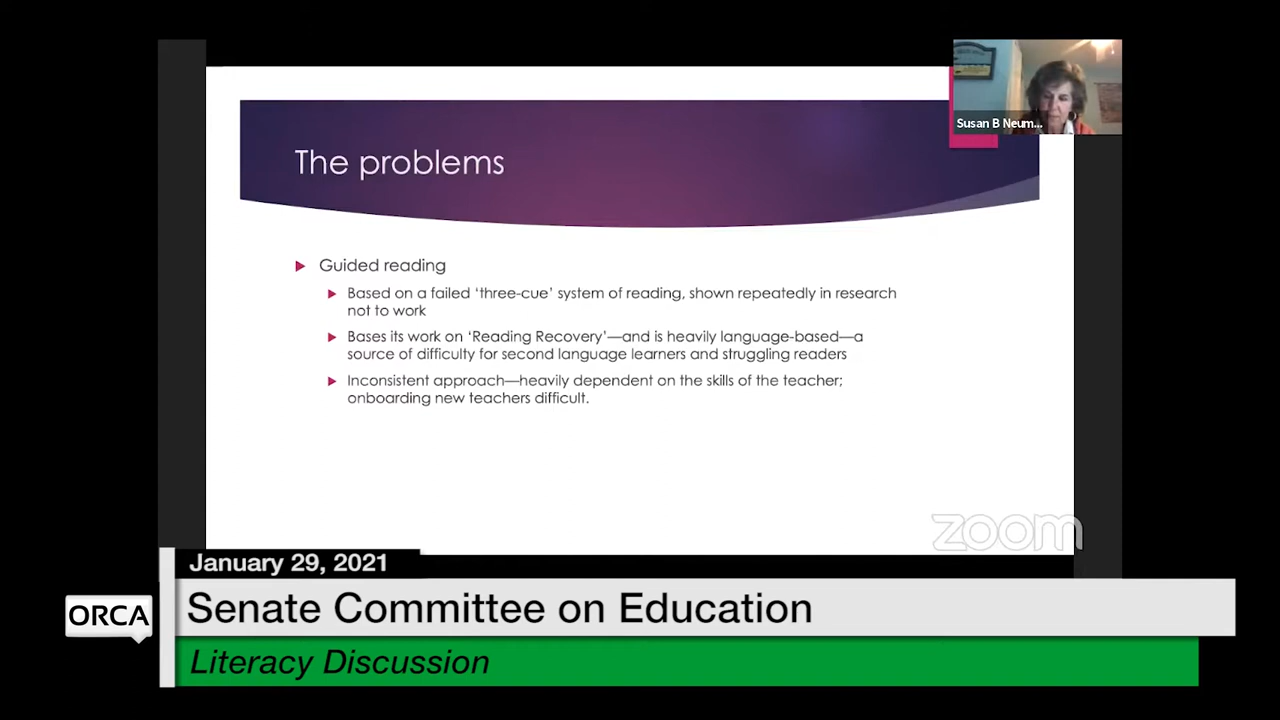 Susan B Neum...
The problems
Guided reading
Based on a failed ‘three-cue’ system of reading, shown repeatedly in research
not to work
Bases its work on ‘Reading Recovery’—and is heavily language-based—a
source of difficulty for second language learners and struggling readers
Inconsistent approach—heavily dependent on the skills of the teacher;
onboarding new teachers difficult.
zoom
January 29, 2021
ORCA
Senate Committee on Education
Literacy Discussion